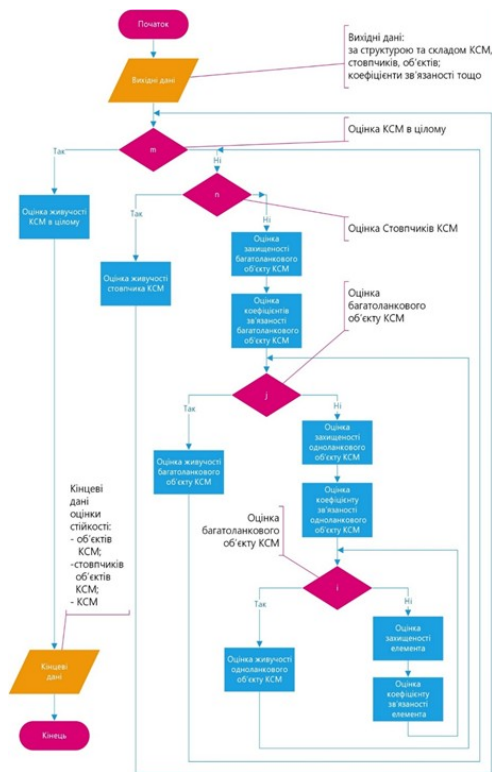 Початок
Вихідні дані
Вихідні дані:
за структурою та складом КСМ,
стовпчиків, об'єктів;
коефіцієнти зв'язаності тощо
m
Оцінка КСМ в цілому
Так
Ні
n
Оцінка живучості
КСМ в цілому
Так
Ні
Оцінка Стовпчиків КСМ
Оцінка
захищеності
багатоланкового
об'єкту КСМ
Оцінка живучості
стовпчика КСМ
Оцінка
коефіцієнтів
зв'язаності
багатоланкового
об'єкту КСМ
Оцінка
багатоланкового
об'єкту КСМ
j
Так
Ні
Оцінка
захищеності
одноланкового
об'єкту КСМ
Оцінка живучості
багатоланкового
об'єкту КСМ
Оцінка
коефіцієнту
зв'язаності
одноланкового
об'єкту КСМ
Кінцеві
дані
оцінки
стійкості:
- об'єктів
КСМ;
-стовпчиків
об'єктів
КСМ;
- КСМ
Оцінка
багатоланкового
об'єкту КСМ
i
Так
Ні
Оцінка
захищеності
елемента
Оцінка живучості
одноланкового
об'єкту КСМ
Оцінка
коефіцієнту
зв'язаності
елемента
Кінцеві
дані
Кінець